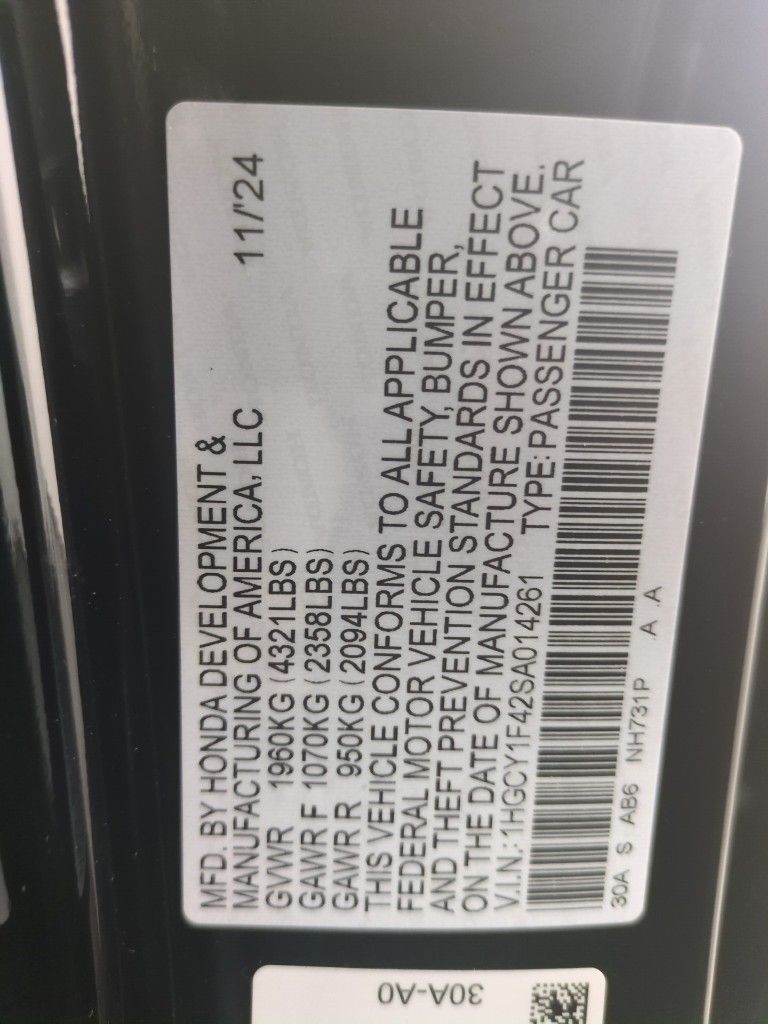 MFD. BY HONDA DEVELOPMENT &
MANUFACTURING OF AMERICA, LLC 11/'24
GVWR 1960KG (4321LBS)
GAWR F 1070KG (2358LBS)
GAWR R 950KG (2094LBS)
THIS VEHICLE CONFORMS TO ALL APPLICABLE
FEDERAL MOTOR VEHICLE SAFETY, BUMPER,
AND THEFT PREVENTION STANDARDS IN EFFECT
ON THE DATE OF MANUFACTURE SHOWN ABOVE.
V.I.N.: 1HGCY1F42SA014261 TYPE: PASSENGER CAR
30A S AB6 NH731P .A .A
30A-A0